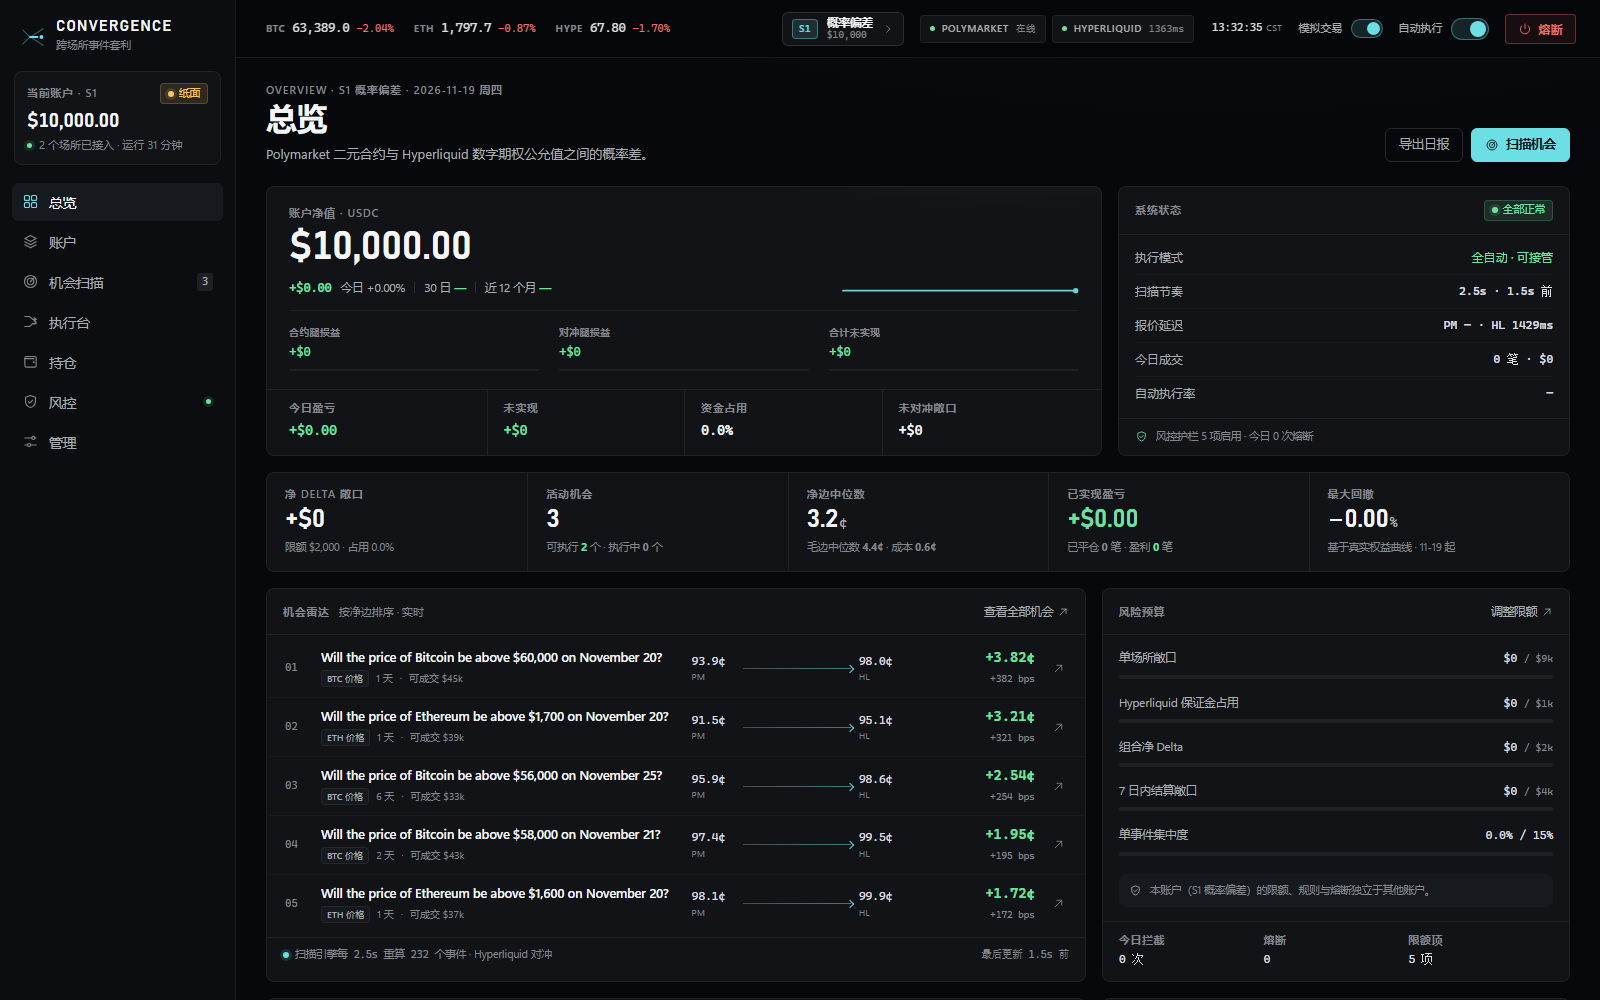 CONVERGENCE
跨场所事件套利
BTC 63,389.0 −2.04% ETH 1,797.7 −0.87% HYPE 67.80 −1.70%
S1 概率偏差 $10,000
POLYMARKET 在线
HYPERLIQUID 1363ms
13:32:35 CST
模拟交易
自动执行
熔断
当前账户 · S1
纸面
$10,000.00
2 个场所已接入 · 运行 31 分钟
总览
账户
机会扫描 3
执行台
持仓
风控
管理
OVERVIEW · S1 概率偏差 · 2026-11-19 周四
总览
Polymarket 二元合约与 Hyperliquid 数字期权公允值之间的概率差。
导出日报
扫描机会
账户净值 · USDC
$10,000.00
+$0.00 今日 +0.00% 30 日 — 近 12 个月 —
合约腿损益
+$0
对冲腿损益
+$0
合计未实现
+$0
今日盈亏
+$0.00
未实现
+$0
资金占用
0.0%
未对冲敞口
+$0
系统状态
全部正常
执行模式 全自动 · 可接管
扫描节奏 2.5s · 1.5s 前
报价延迟 PM — · HL 1429ms
今日成交 0 笔 · $0
自动执行率 —
风控护栏 5 项启用 · 今日 0 次熔断
净 DELTA 敞口
+$0
限额 $2,000 · 占用 0.0%
活动机会
3
可执行 2 个 · 执行中 0 个
净边中位数
3.2¢
毛边中位数 4.4¢ · 成本 0.6¢
已实现盈亏
+$0.00
已平仓 0 笔 · 盈利 0 笔
最大回撤
−0.00%
基于真实权益曲线 · 11-19 起
机会雷达 按净边排序 · 实时
查看全部机会
01 Will the price of Bitcoin be above $60,000 on November 20? 93.9¢ 98.0¢ +3.82¢
BTC 价格 1 天 · 可成交 $45k PM HL +382 bps
02 Will the price of Ethereum be above $1,700 on November 20? 91.5¢ 95.1¢ +3.21¢
ETH 价格 1 天 · 可成交 $39k PM HL +321 bps
03 Will the price of Bitcoin be above $56,000 on November 25? 95.9¢ 98.6¢ +2.54¢
BTC 价格 6 天 · 可成交 $33k PM HL +254 bps
04 Will the price of Bitcoin be above $58,000 on November 21? 97.4¢ 99.5¢ +1.95¢
BTC 价格 2 天 · 可成交 $43k PM HL +195 bps
05 Will the price of Ethereum be above $1,600 on November 20? 98.1¢ 99.9¢ +1.72¢
ETH 价格 1 天 · 可成交 $37k PM HL +172 bps
扫描引擎每 2.5s 重算 232 个事件 · Hyperliquid 对冲
最后更新 1.5s 前
风险预算
调整限额
单场所敞口 $0 / $9k
Hyperliquid 保证金占用 $0 / $1k
组合净 Delta $0 / $2k
7 日内结算敞口 $0 / $4k
单事件集中度 0.0% / 15%
本账户（S1 概率偏差）的限额、规则与熔断独立于其他账户。
今日拦截
0 次
熔断
0
限额项
5 项